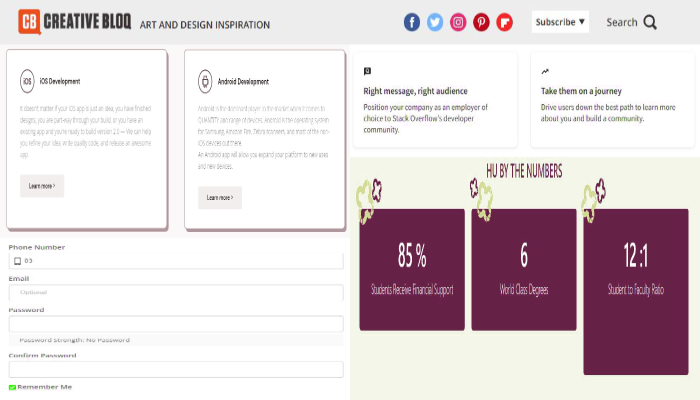 CB CREATIVE BLOQ ART AND DESIGN INSPIRATION
Subscribe ▼
Search
iOS iOS Development
It doesn't matter if your iOS app is just an idea, you have finished
designs, you are part-way through your build, or you have an
existing app and you're ready to build version 2.0 — We can help
you refine your idea, write quality code, and release an awesome
app.
Learn more >
Android Development
Android is the dominant player in the market when it comes to
QUANTITY and range of devices. Android is the operating system
for Samsung, Amazon Fire, Zebra scanners, and most of the non-
iOS devices out there.
An Android app will allow you expand your platform to new uses
and new devices.
Learn more >
Right message, right audience
Position your company as an employer of
choice to Stack Overflow's developer
community.
Take them on a journey
Drive users down the best path to learn more
about you and build a community.
Phone Number
63
Email
Optional
Password
Password Strength: No Password
Confirm Password
Remember Me
HU BY THE NUMBERS
85 %
Students Receive Financial Support
6
World Class Degrees
12 :1
Student to Faculty Ratio